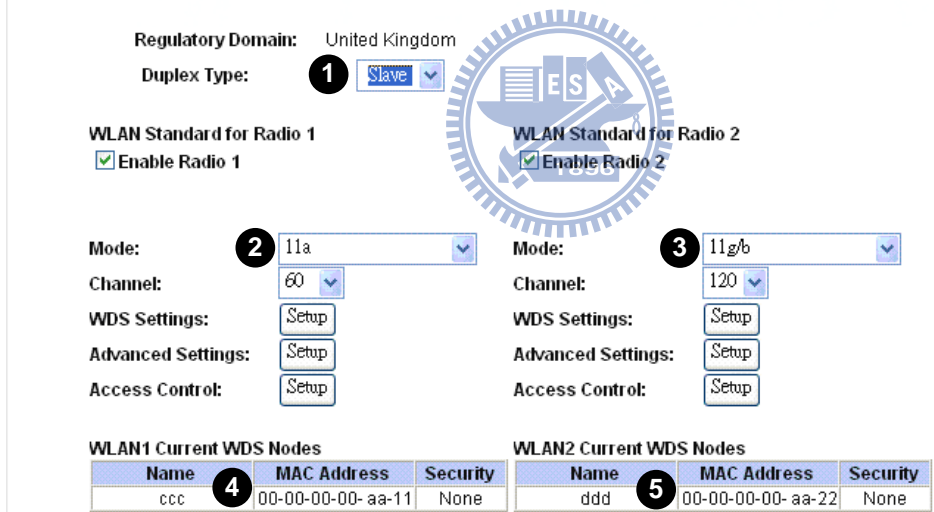 Regulatory Domain: United Kingdom
Duplex Type: 1 Slave
WLAN Standard for Radio 1
Enable Radio 1
WLAN Standard for Radio 2
Enable Radio 2
ES A
1896
Mode: 2 11a
Channel: 60
WDS Settings: Setup
Advanced Settings: Setup
Access Control: Setup
Mode: 3 11g/b
Channel: 120
WDS Settings: Setup
Advanced Settings: Setup
Access Control: Setup
WLAN1 Current WDS Nodes
Name MAC Address Security
ccc 4 00-00-00-00- aa-11 None
WLAN2 Current WDS Nodes
Name MAC Address Security
ddd 5 00-00-00-00- aa-22 None